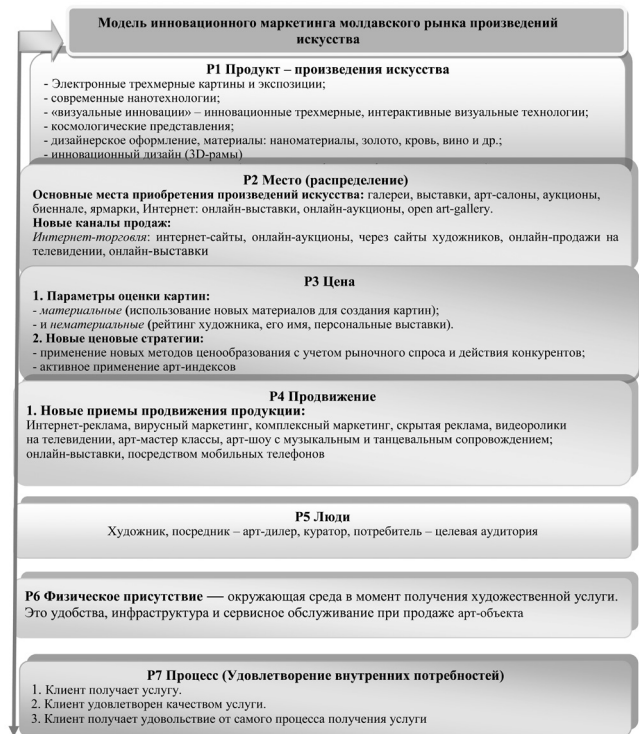 Модель инновационного маркетинга молдавского рынка произведений
искусства
P1 Продукт – произведения искусства
- Электронные трехмерные картины и экспозиции;
- современные нанотехнологии;
- «визуальные инновации» – инновационные трехмерные, интерактивные визуальные технологии;
- космологические представления;
- дизайнерское оформление, материалы: наноматериалы, золото, кровь, вино и др.;
- инновационный дизайн (3D-рамы)
P2 Место (распределение)
Основные места приобретения произведений искусства: галереи, выставки, арт-салоны, аукционы,
биеннале, ярмарки, Интернет: онлайн-выставки, онлайн-аукционы, open art-gallery.
Новые каналы продаж:
Интернет-торговля: интернет-сайты, онлайн-аукционы, через сайты художников, онлайн-продажи на
телевидении, онлайн-выставки
P3 Цена
1. Параметры оценки картин:
- материальные (использование новых материалов для создания картин);
- и нематериальные (рейтинг художника, его имя, персональные выставки).
2. Новые ценовые стратегии:
- применение новых методов ценообразования с учетом рыночного спроса и действия конкурентов;
- активное применение арт-индексов
P4 Продвижение
1. Новые приемы продвижения продукции:
Интернет-реклама, вирусный маркетинг, комплексный маркетинг, скрытая реклама, видеоролики
на телевидении, арт-мастер классы, арт-шоу с музыкальным и танцевальным сопровождением;
онлайн-выставки, посредством мобильных телефонов
P5 Люди
Художник, посредник – арт-дилер, куратор, потребитель – целевая аудитория
P6 Физическое присутствие — окружающая среда в момент получения художественной услуги.
Это удобства, инфраструктура и сервисное обслуживание при продаже арт-объекта
P7 Процесс (Удовлетворение внутренних потребностей)
1. Клиент получает услугу.
2. Клиент удовлетворен качеством услуги.
3. Клиент получает удовольствие от самого процесса получения услуги